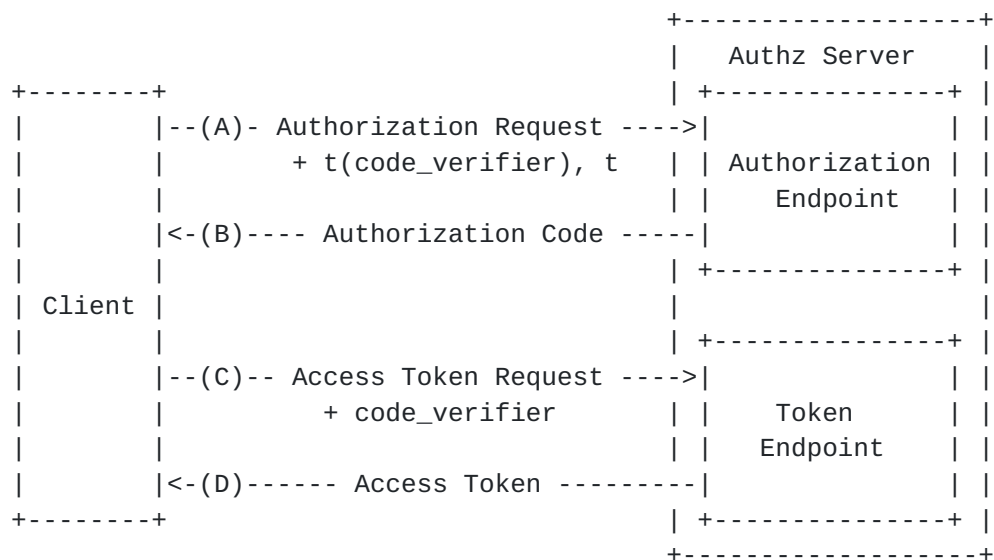 +-------------------+
                                          |   Authz Server    |
+--------+                                | +---------------+ |
|        |--(A)- Authorization Request ---->|               | |
|        |        + t(code_verifier), t   | | Authorization | |
|        |                                | |    Endpoint   | |
|        |<-(B)---- Authorization Code -----|               | |
|        |                                | +---------------+ |
| Client |                                |                   |
|        |                                | +---------------+ |
|        |--(C)-- Access Token Request ---->|               | |
|        |          + code_verifier       | |    Token      | |
|        |                                | |   Endpoint    | |
|        |<-(D)------ Access Token ---------|               | |
+--------+                                | +---------------+ |
                                          +-------------------+